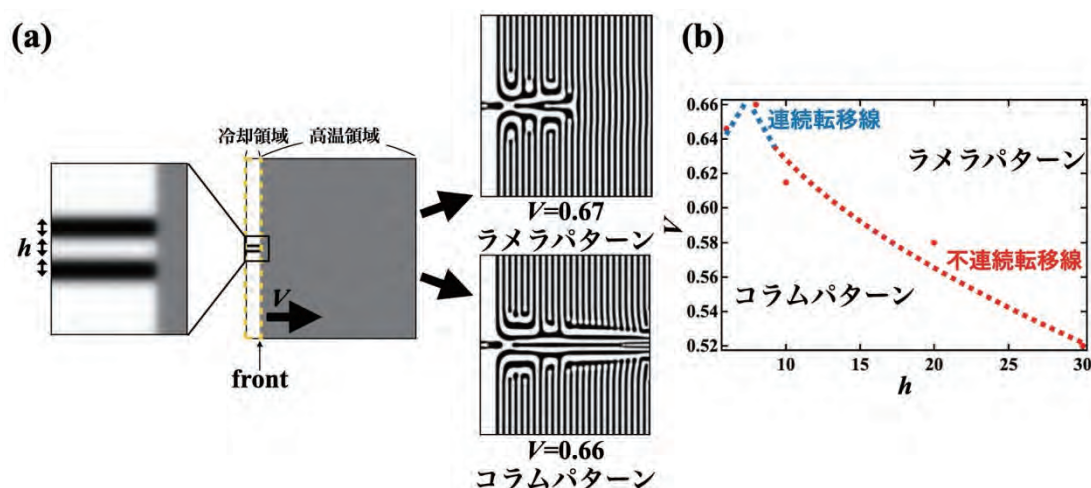 (a)
冷却領域 高温領域
h
V
front
V=0.67
ラメラパターン
V=0.66
コラムパターン
(b)
V
0.66
0.64
0.62
0.60
0.58
0.56
0.54
0.52
連続転移線
ラメラパターン
不連続転移線
コラムパターン
10 15 20 25 30
h